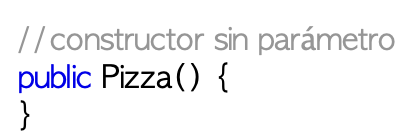 //constructor sin parámetro
public Pizza() {
}